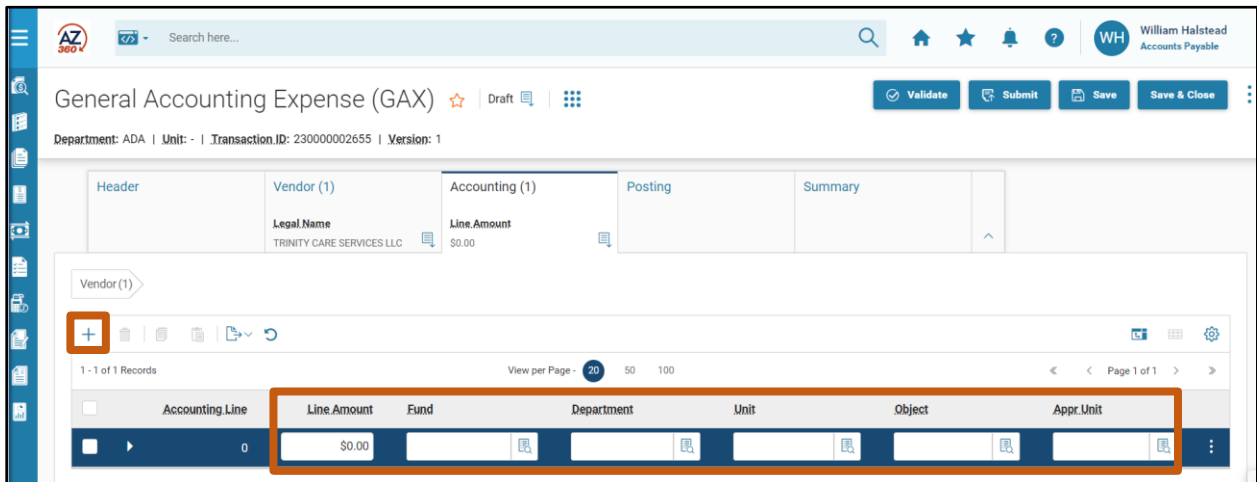 AZ
360
Search here...
?
WH
William Halstead
Accounts Payable
General Accounting Expense (GAX)
Draft
Validate
Submit
Save
Save & Close
Department: ADA | Unit: - | Transaction ID: 230000002655 | Version: 1
Header
Vendor (1)
Accounting (1)
Posting
Summary
Legal Name
Line Amount
TRINITY CARE SERVICES LLC
$0.00
Vendor (1)
1 - 1 of 1 Records
View per Page - 20 50 100
Page 1 of 1
Accounting Line
Line Amount
Fund
Department
Unit
Object
Appr Unit
0
$0.00